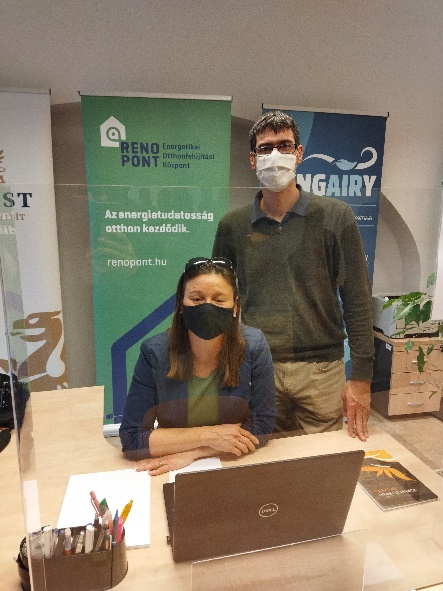 RENO
PONT
Energetikai
Otthonfelújítási
Központ
Az energiatudatosság
otthon kezdődik.
renopont.hu
NGAIRY
ST
DELL